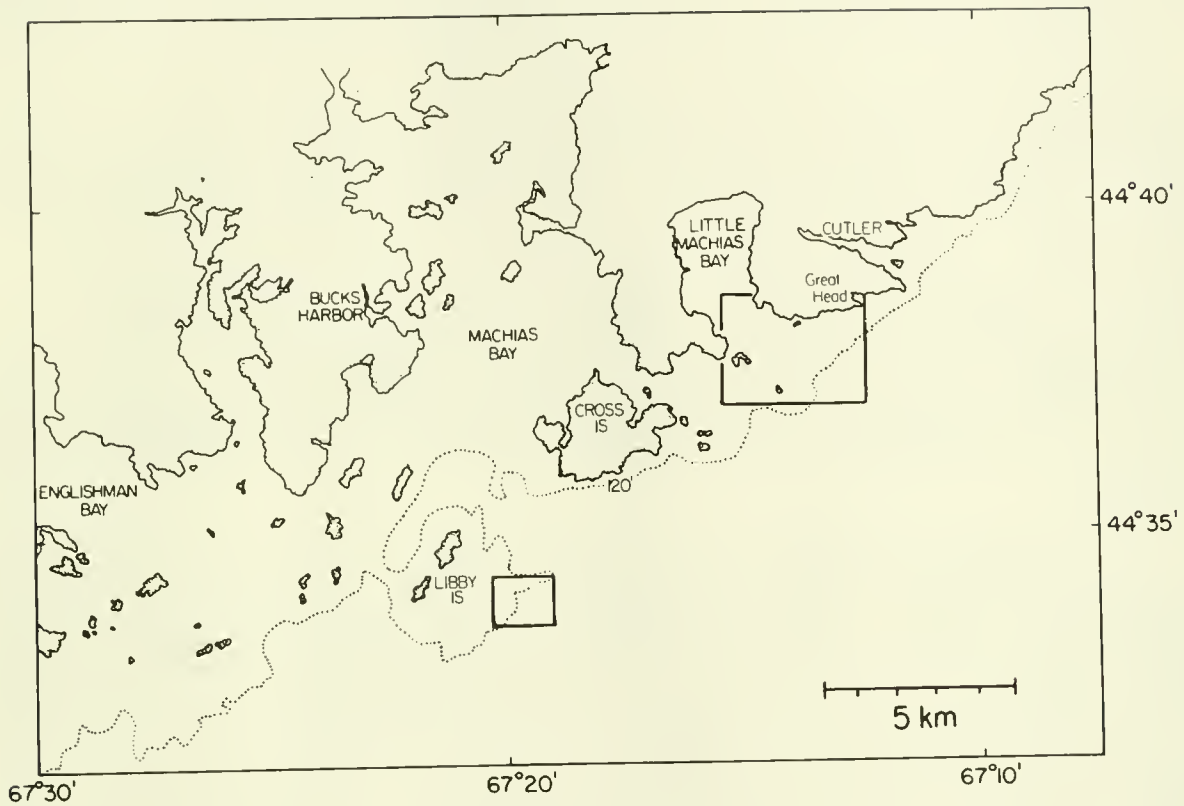 44°40'
CUTLER
LITTLE
MACHIAS
BAY
Great
Head
BUCKS
HARBOR
MACHIAS
BAY
CROSS
IS
120'
ENGLISHMAN
BAY
44°35'
LIBBY
IS
5 km
67°30'
67°20'
67°10'